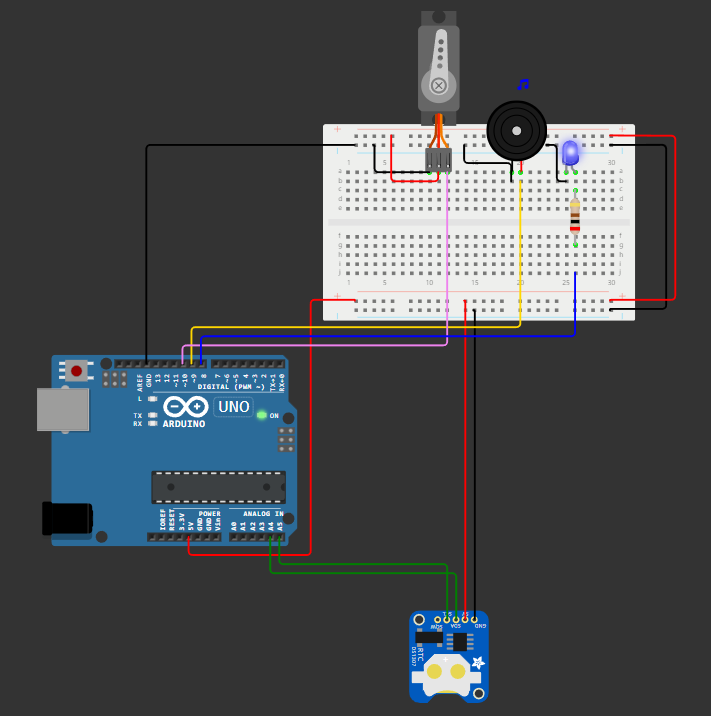 + +
1 5 10 15 20 25 30
a a
b b
c c
d d
e e
f f
g g
h h
i i
j j
1 5 10 15 20 25 30
+ +
AREF
GND
13
12
~11
~10
~9
8
7
~6
~5
4
~3
2
TX→1
RX←0
DIGITAL (PWM ~)
L
TX
RX
UNO
ON
ARDUINO
IOREF
RESET
3.3V
5V
GND
GND
Vin
POWER
A0
A1
A2
A3
A4
A5
ANALOG IN
SQW
SDA
GND
RTC
DS1307